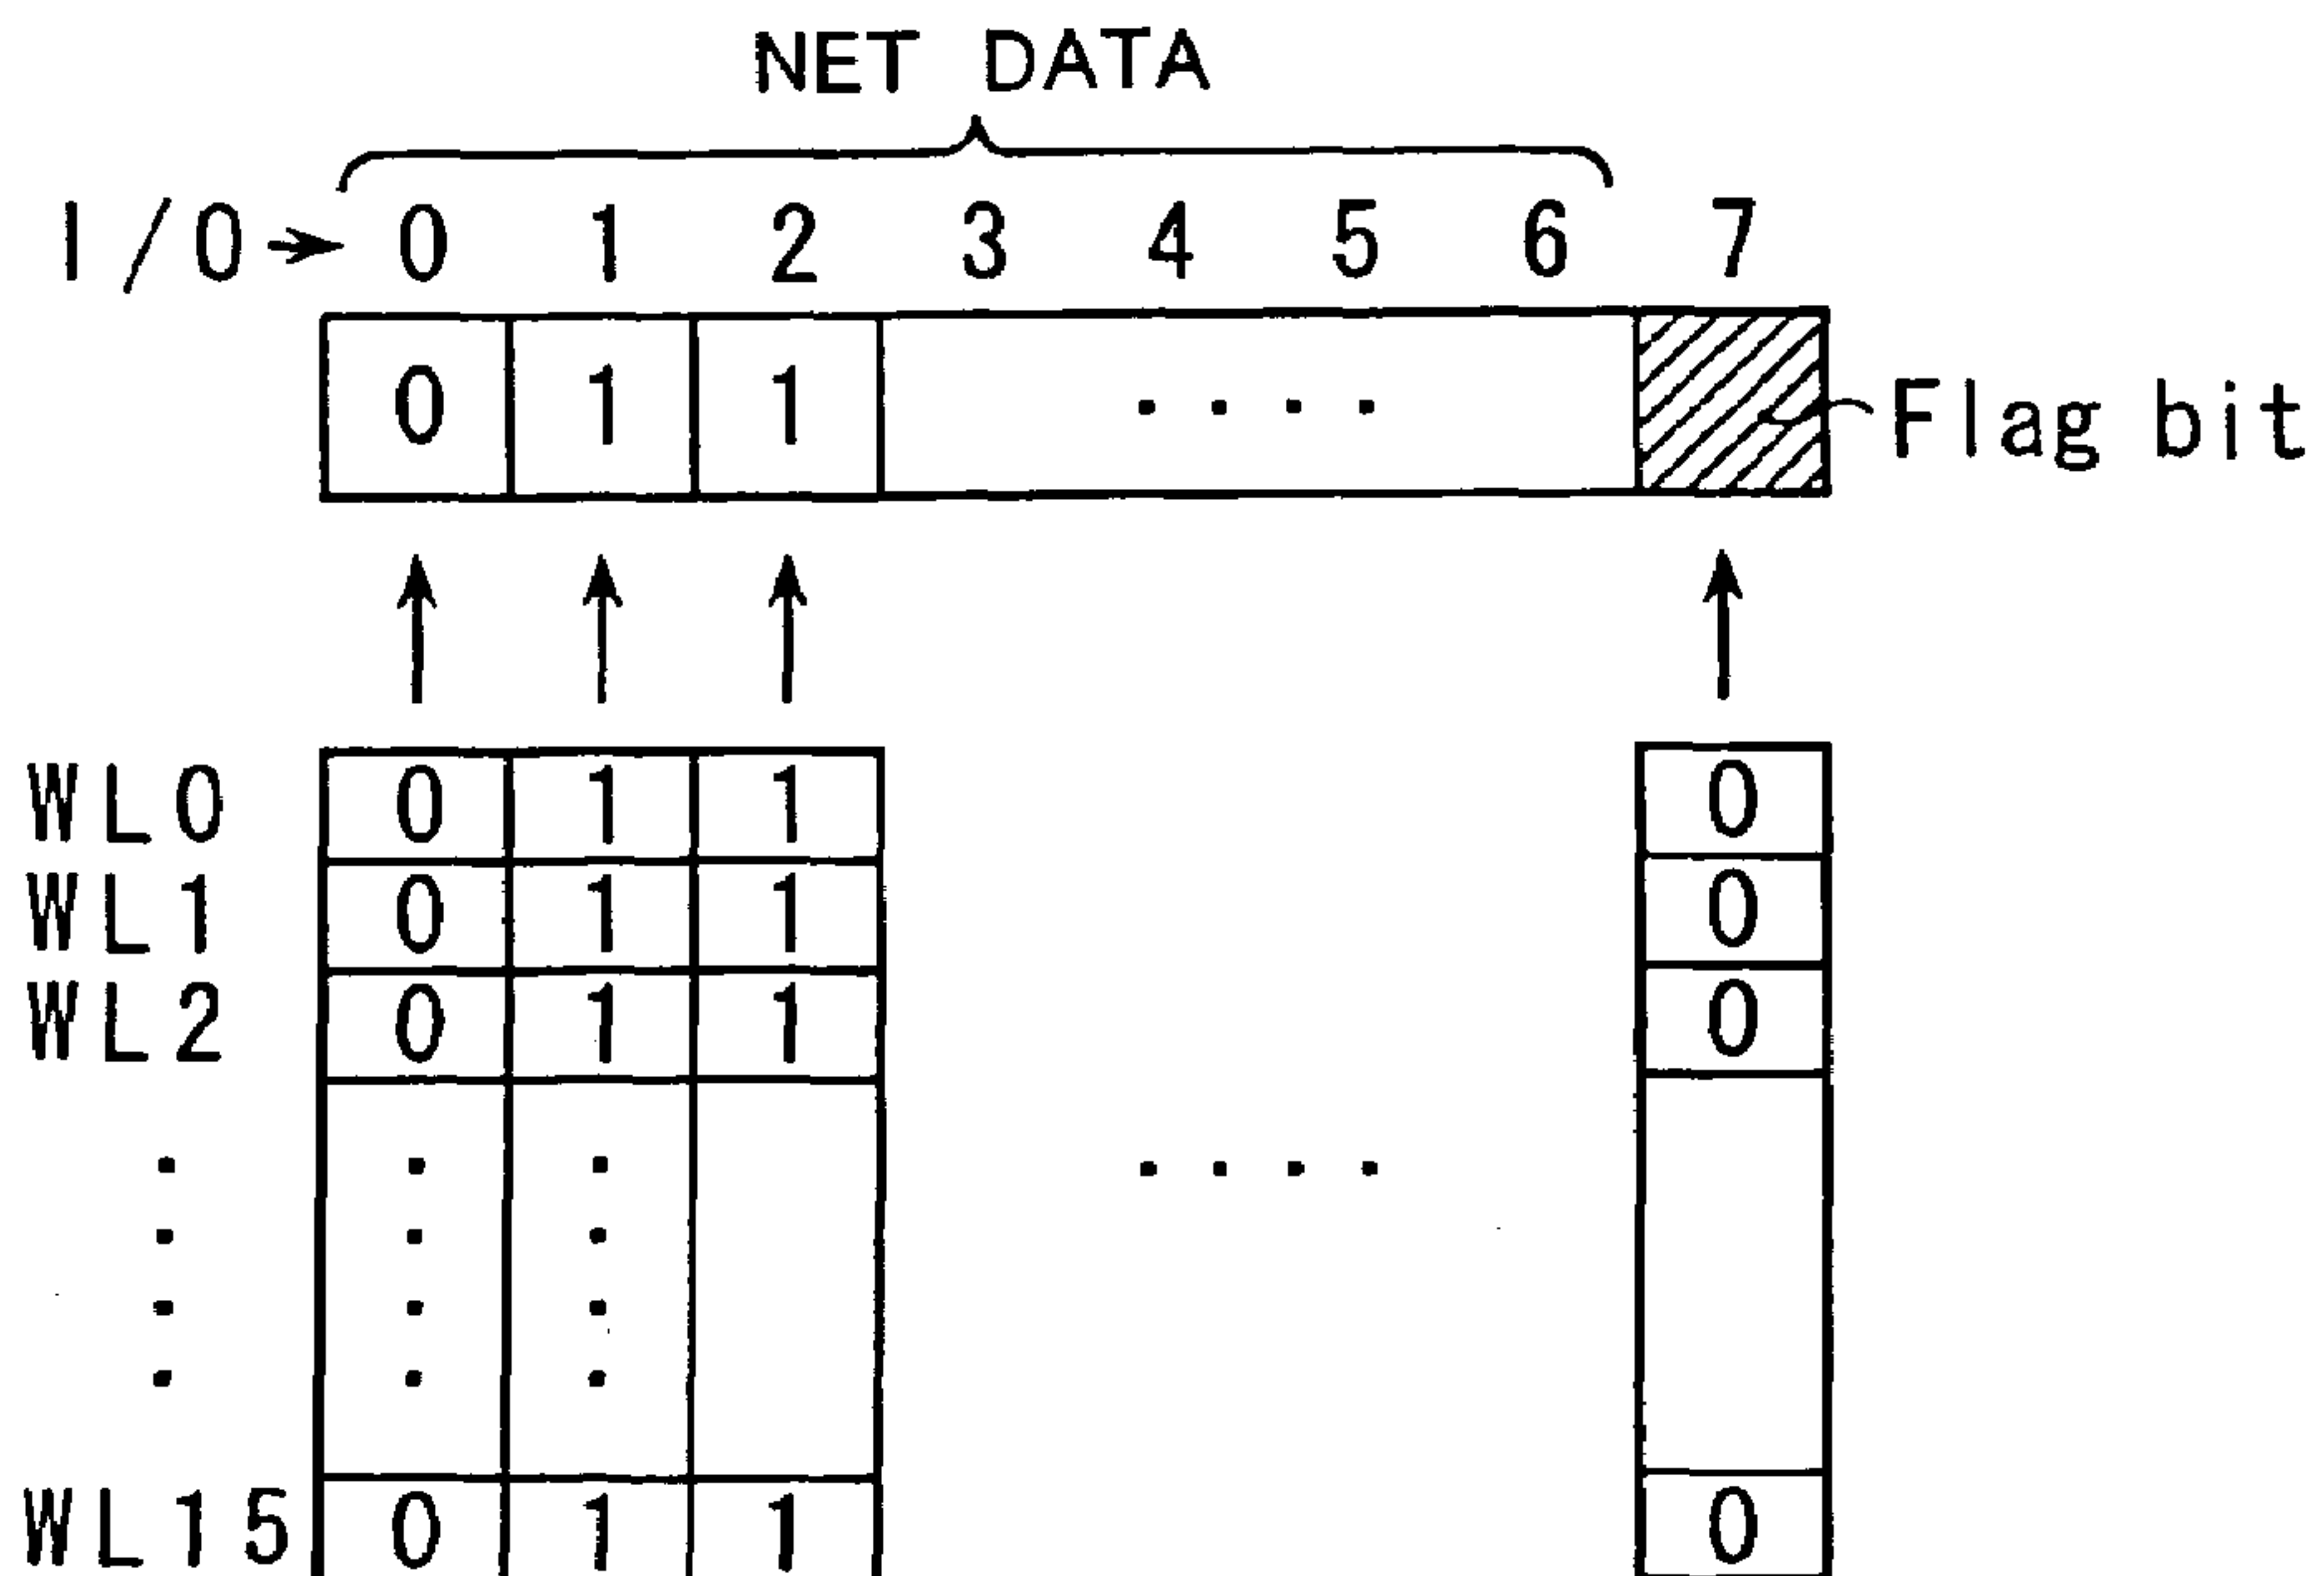 NET DATA
I/O 0 1 2 3 4 5 6 7
0 1 1 ････ Flag bit
WL0 0 1 1 0
WL1 0 1 1 0
WL2 0 1 1 0
WL15 0 1 1 0